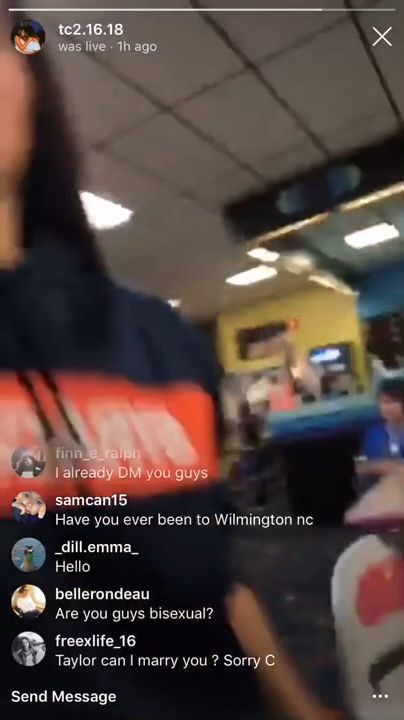 tc2.16.18
was live · 1h ago
finn_e_ralph
I already DM you guys
samcan15
Have you ever been to Wilmington nc
_dill.emma_
Hello
bellerondeau
Are you guys bisexual?
freexlife_16
Taylor can I marry you ? Sorry C
Send Message